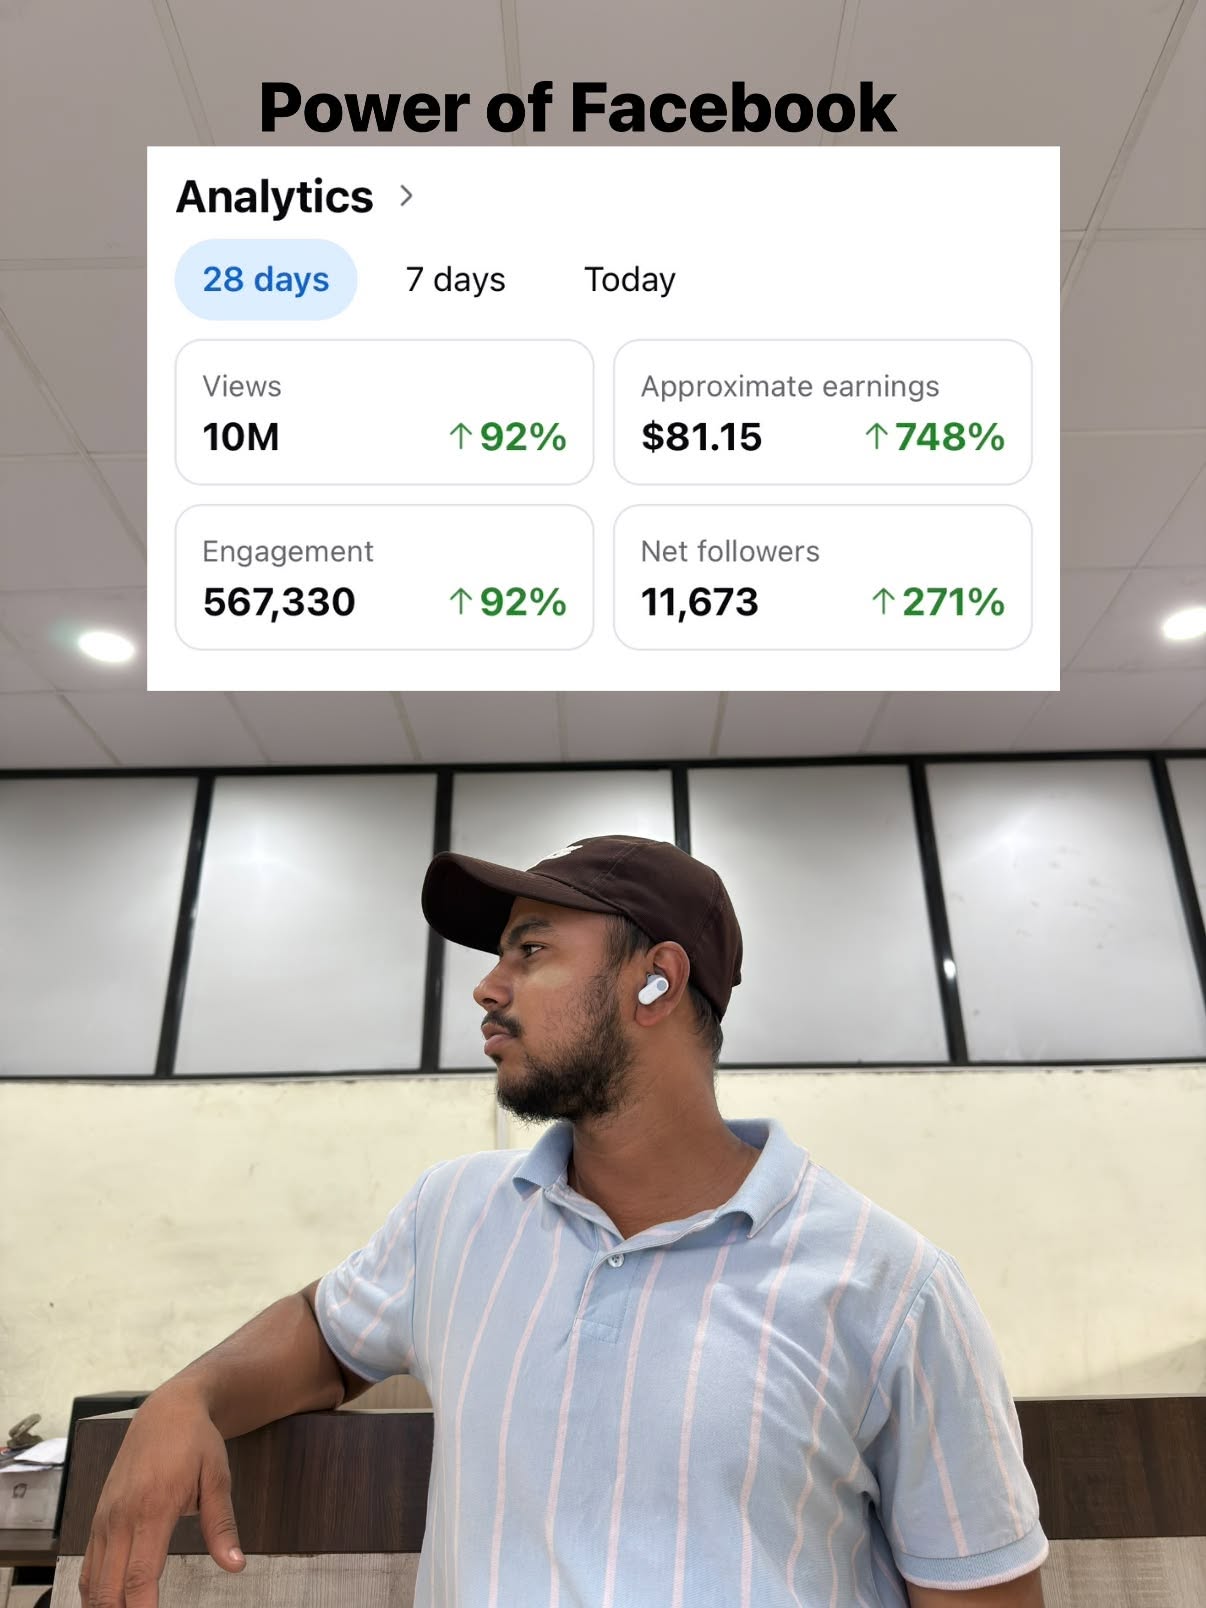 Power of Facebook
Analytics >
28 days 7 days Today
Views Approximate earnings
10M ↑92% $81.15 ↑748%
Engagement Net followers
567,330 ↑92% 11,673 ↑271%